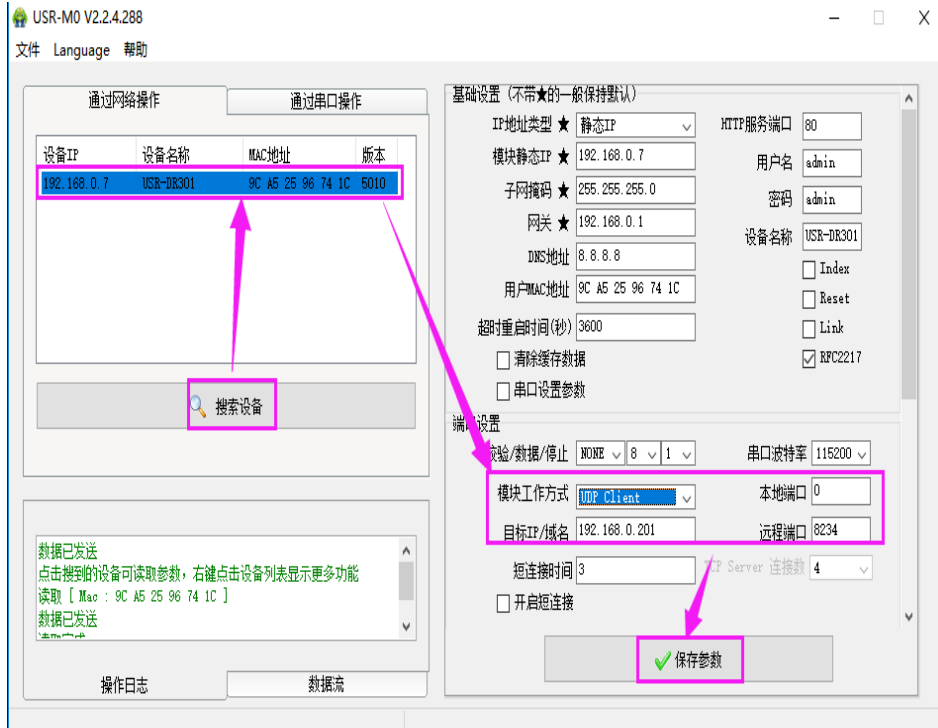 USR-M0 V2.2.4.288
文件 Language 帮助
通过网络操作 通过串口操作
设备IP 设备名称 MAC地址 版本
192.168.0.7 USR-DR301 9C A5 25 96 74 1C 5010
搜索设备
数据已发送
点击搜到的设备可读取参数，右键点击设备列表显示更多功能
读取 [ Mac : 9C A5 25 96 74 1C ]
数据已发送
操作日志 数据流
基础设置 (不带★的一般保持默认)
IP地址类型 ★ 静态IP HTTP服务端口 80
模块静态IP ★ 192.168.0.7 用户名 admin
子网掩码 ★ 255.255.255.0 密码 admin
网关 ★ 192.168.0.1 设备名称 USR-DR301
DNS地址 8.8.8.8 Index
用户MAC地址 9C A5 25 96 74 1C Reset
超时重启时间(秒) 3600 Link
清除缓存数据 RFC2217
串口设置参数
端口设置
校验/数据/停止 NONE 8 1 串口波特率 115200
模块工作方式 UDP Client 本地端口 0
目标IP/域名 192.168.0.201 远程端口 8234
短连接时间 3 TCP Server 连接数 4
开启短连接
保存参数